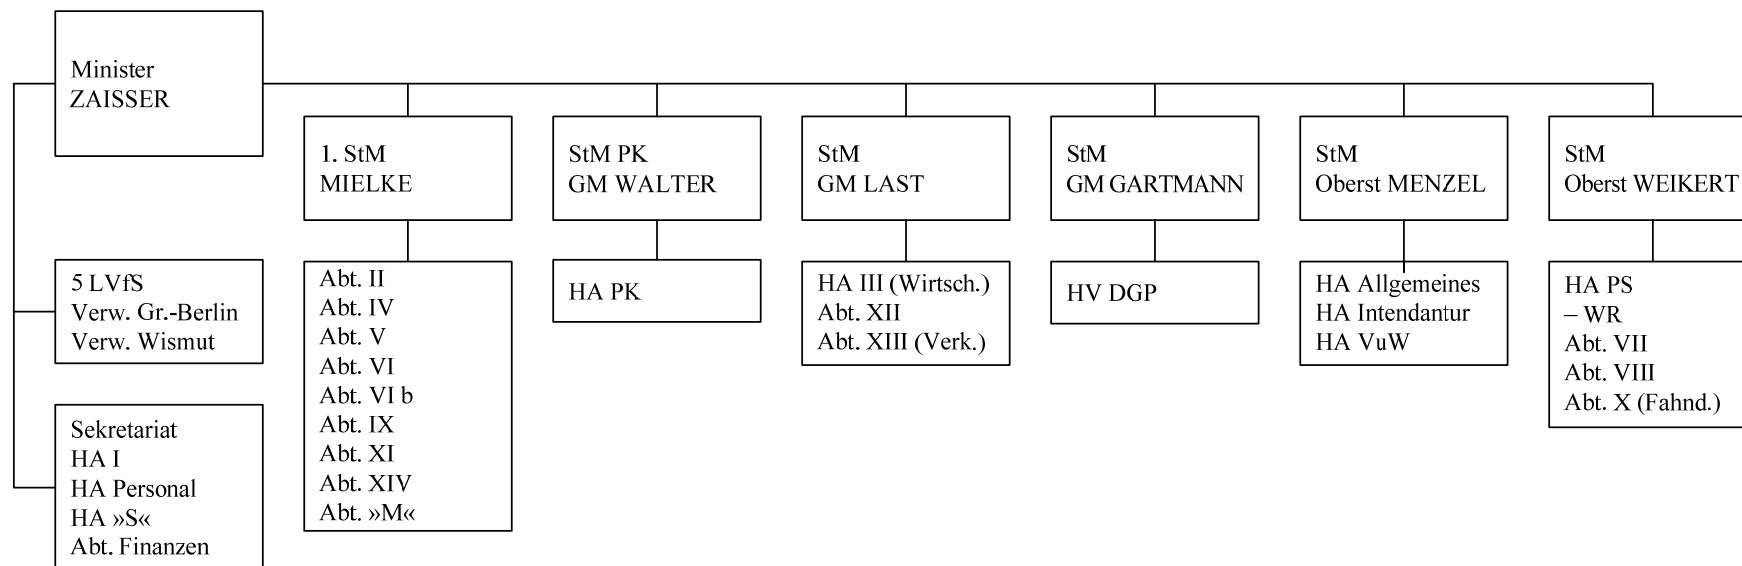 Minister
ZAISSER
1. StM
MIELKE
StM PK
GM WALTER
StM
GM LAST
StM
GM GARTMANN
StM
Oberst MENZEL
StM
Oberst WEIKERT
5 LVfS
Verw. Gr.-Berlin
Verw. Wismut
Sekretariat
HA I
HA Personal
HA »S«
Abt. Finanzen
Abt. II
Abt. IV
Abt. V
Abt. VI
Abt. VI b
Abt. IX
Abt. XI
Abt. XIV
Abt. »M«
HA PK
HA III (Wirtsch.)
Abt. XII
Abt. XIII (Verk.)
HV DGP
HA Allgemeines
HA Intendantur
HA VuW
HA PS
– WR
Abt. VII
Abt. VIII
Abt. X (Fahnd.)